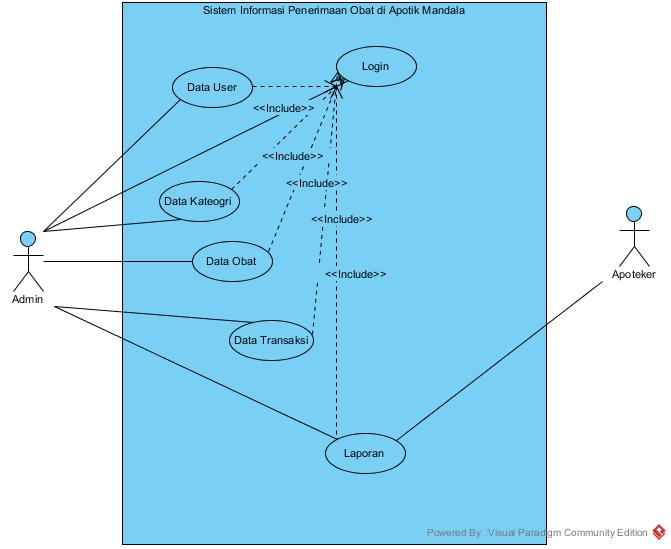 Sistem Informasi Penerimaan Obat di Apotik Mandala
Login
Data User
<<Include>>
<<Include>>
<<Include>>
Data Kateogri
<<Include>>
Data Obat
<<Include>>
Apoteker
Admin
Data Transaksi
Laporan
Powered By Visual Paradigm Community Edition